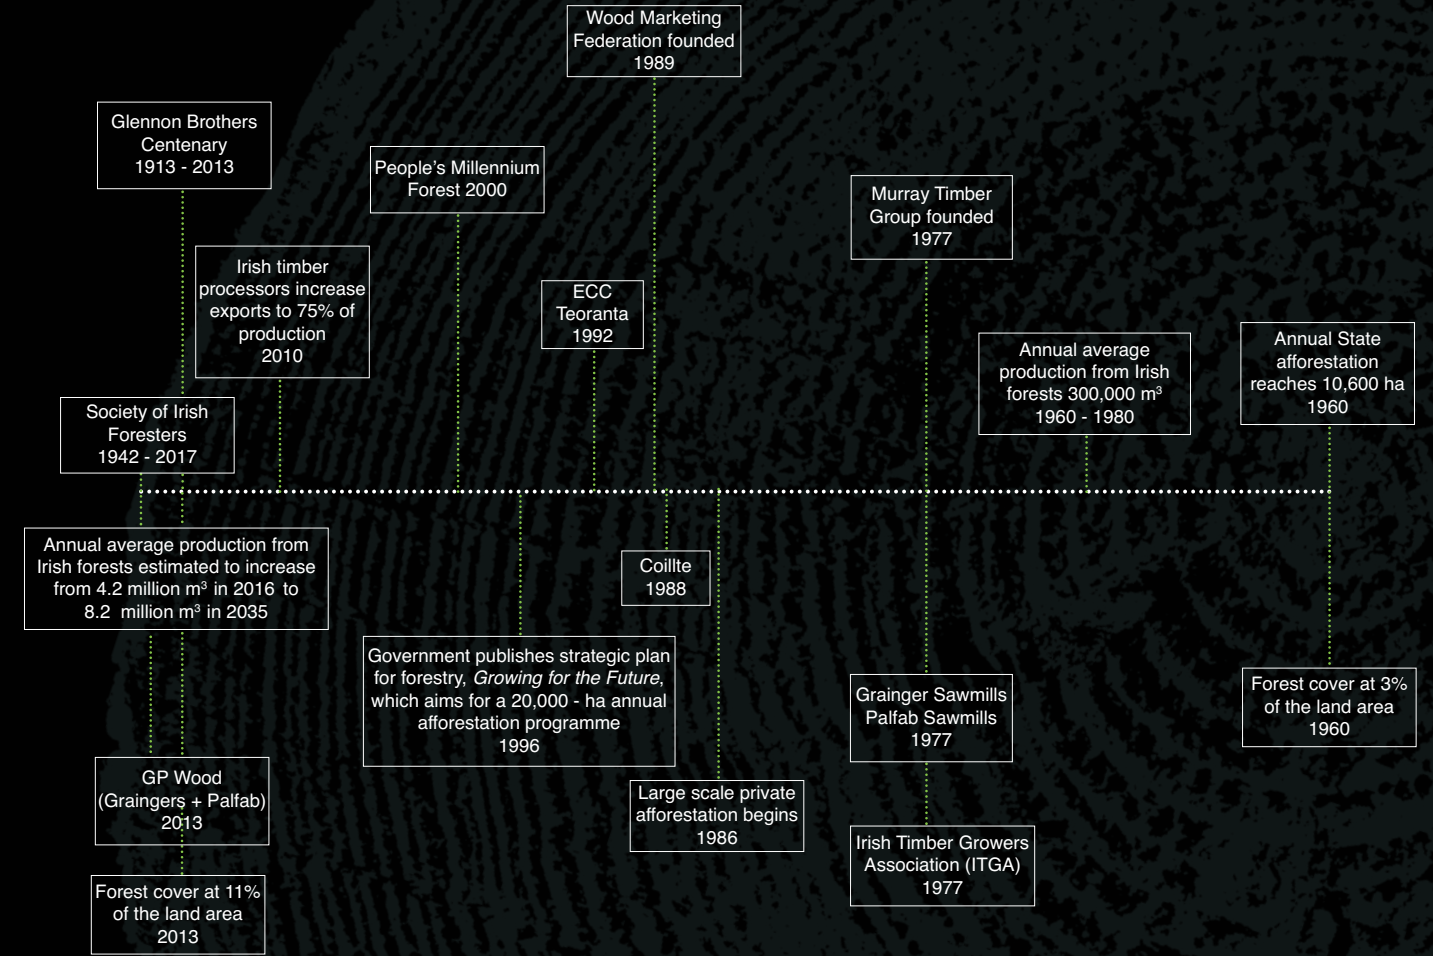 Wood Marketing
Federation founded
1989
Glennon Brothers
Centenary
1913 - 2013
People’s Millennium
Forest 2000
Murray Timber
Group founded
1977
Irish timber
processors increase
exports to 75% of
production
2010
ECC
Teoranta
1992
Annual average
production from Irish
forests 300,000 m³
1960 - 1980
Annual State
afforestation
reaches 10,600 ha
1960
Society of Irish
Foresters
1942 - 2017
Annual average production from
Irish forests estimated to increase
from 4.2 million m³ in 2016 to
8.2 million m³ in 2035
Coillte
1988
Government publishes strategic plan
for forestry, Growing for the Future,
which aims for a 20,000 - ha annual
afforestation programme
1996
Grainger Sawmills
Palfab Sawmills
1977
Forest cover at 3%
of the land area
1960
GP Wood
(Graingers + Palfab)
2013
Large scale private
afforestation begins
1986
Irish Timber Growers
Association (ITGA)
1977
Forest cover at 11%
of the land area
2013